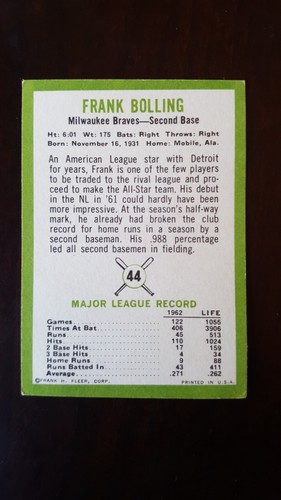 FRANK BOLLING
Milwaukee Braves—Second Base
Ht: 6:01 Wt: 175 Bats: Right Throws: Right
Born: November 16, 1931 Home: Mobile, Ala.
An American League star with Detroit
for years, Frank is one of the few players
to be traded to the rival league and pro-
ceed to make the All-Star team. His debut
in the NL in '61 could hardly have been
more impressive. At the season's half-way
mark, he already had broken the club
record for home runs in a season by a
second baseman. His .988 percentage
led all second basemen in fielding.
44
MAJOR LEAGUE RECORD
1962 LIFE
Games 122 1055
Times At Bat 406 3906
Runs 45 513
Hits 110 1024
2 Base Hits 17 159
3 Base Hits 4 34
Home Runs 9 88
Runs Batted In 43 411
Average .271 .262
©FRANK H. FLEER, CORP. PRINTED IN U.S.A.